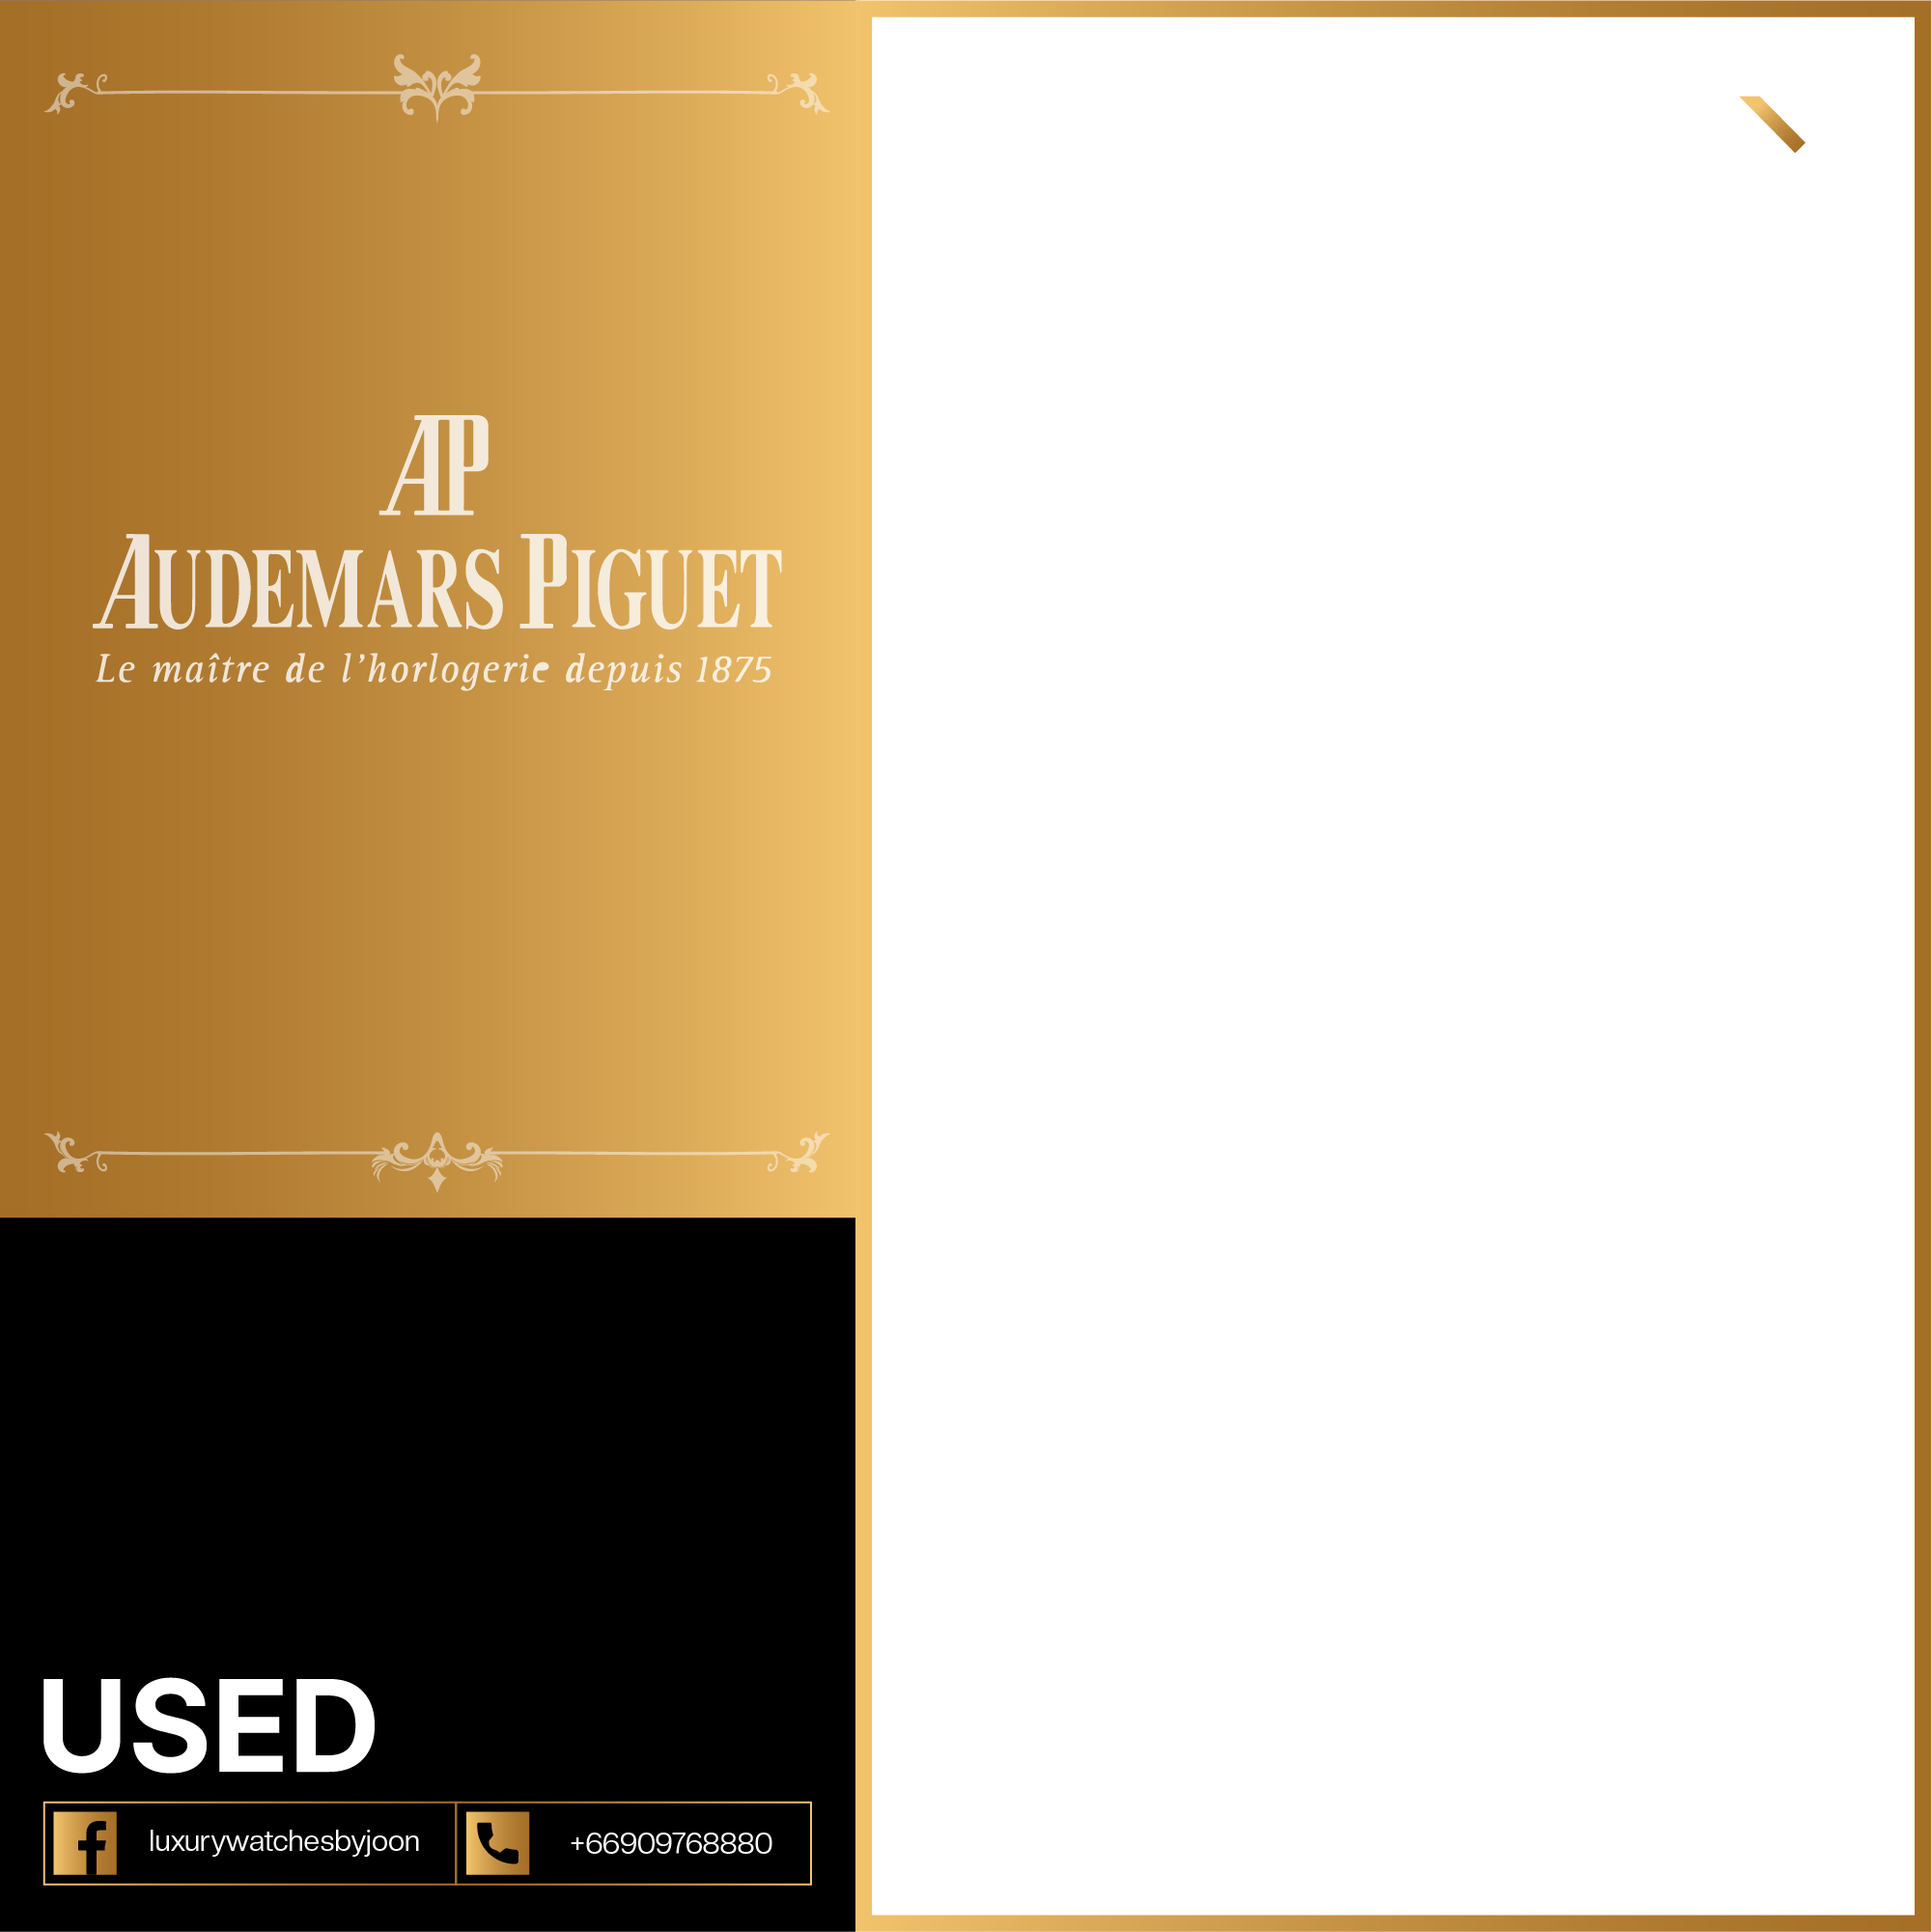 AP
AUDEMARS PIGUET
Le maître de l’horlogerie depuis 1875
USED
luxurywatchesbyjoon
+66909768880